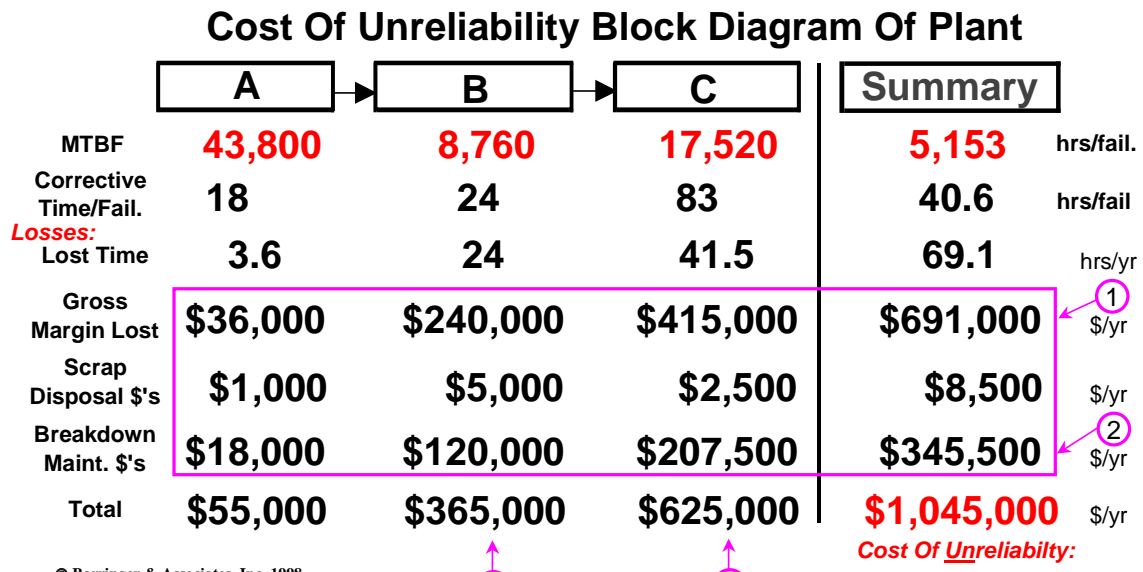 Cost Of Unreliability Block Diagram Of Plant
A B C Summary
MTBF 43,800 8,760 17,520 5,153 hrs/fail.
Corrective
Time/Fail. 18 24 83 40.6 hrs/fail
Losses:
Lost Time 3.6 24 41.5 69.1 hrs/yr
1
Gross
Margin Lost $36,000 $240,000 $415,000 $691,000 $/yr
Scrap
Disposal $'s $1,000 $5,000 $2,500 $8,500 $/yr
2
Breakdown
Maint. $'s $18,000 $120,000 $207,500 $345,500 $/yr
Total $55,000 $365,000 $625,000 $1,045,000 $/yr
Cost Of Unreliabilty: